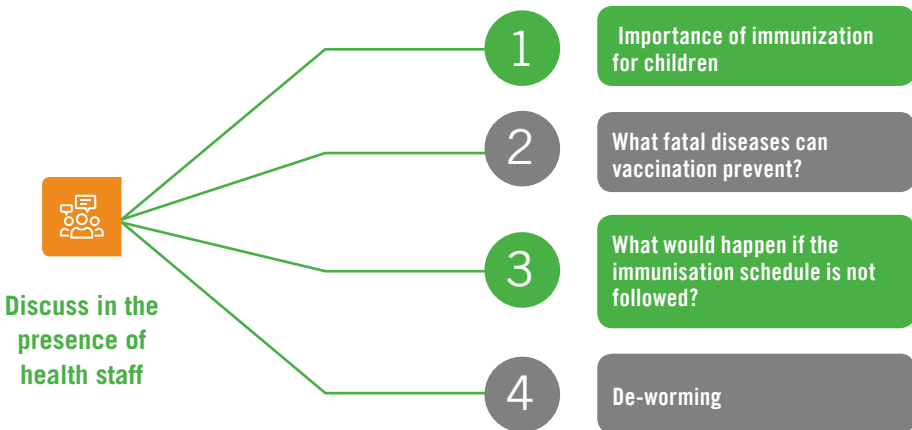 Discuss in the
presence of
health staff
1
Importance of immunization
for children
2
What fatal diseases can
vaccination prevent?
3
What would happen if the
immunisation schedule is not
followed?
4
De-worming